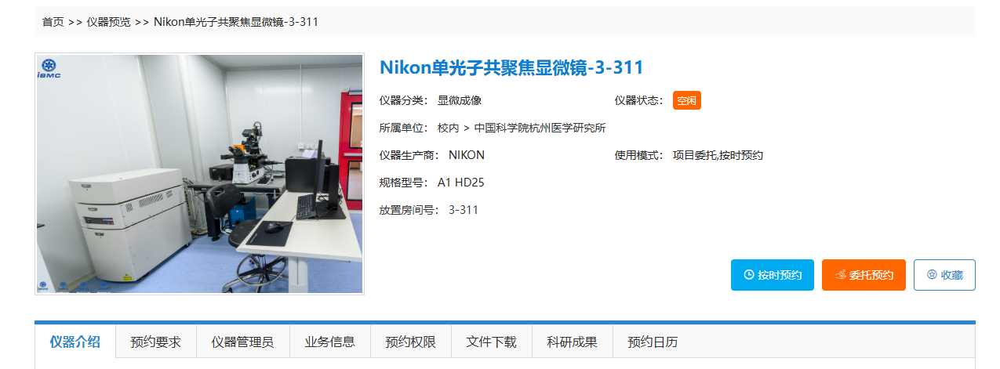 首页 >> 仪器预览 >> Nikon单光子共聚焦显微镜-3-311
iBMC
Nikon单光子共聚焦显微镜-3-311
仪器分类： 显微成像
仪器状态： 空闲
所属单位： 校内 > 中国科学院杭州医学研究所
仪器生产商： NIKON
使用模式： 项目委托,按时预约
规格型号： A1 HD25
放置房间号： 3-311
按时预约
委托预约
收藏
仪器介绍 预约要求 仪器管理员 业务信息 预约权限 文件下载 科研成果 预约日历